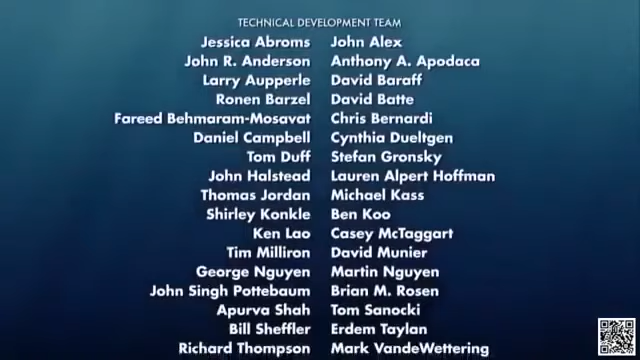 TECHNICAL DEVELOPMENT TEAM
Jessica Abroms John Alex
John R. Anderson Anthony A. Apodaca
Larry Aupperle David Baraff
Ronen Barzel David Batte
Fareed Behmaram-Mosavat Chris Bernardi
Daniel Campbell Cynthia Dueltgen
Tom Duff Stefan Gronsky
John Halstead Lauren Alpert Hoffman
Thomas Jordan Michael Kass
Shirley Konkle Ben Koo
Ken Lao Casey McTaggart
Tim Milliron David Munier
George Nguyen Martin Nguyen
John Singh Pottebaum Brian M. Rosen
Apurva Shah Tom Sanocki
Bill Sheffler Erdem Taylan
Richard Thompson Mark VandeWettering